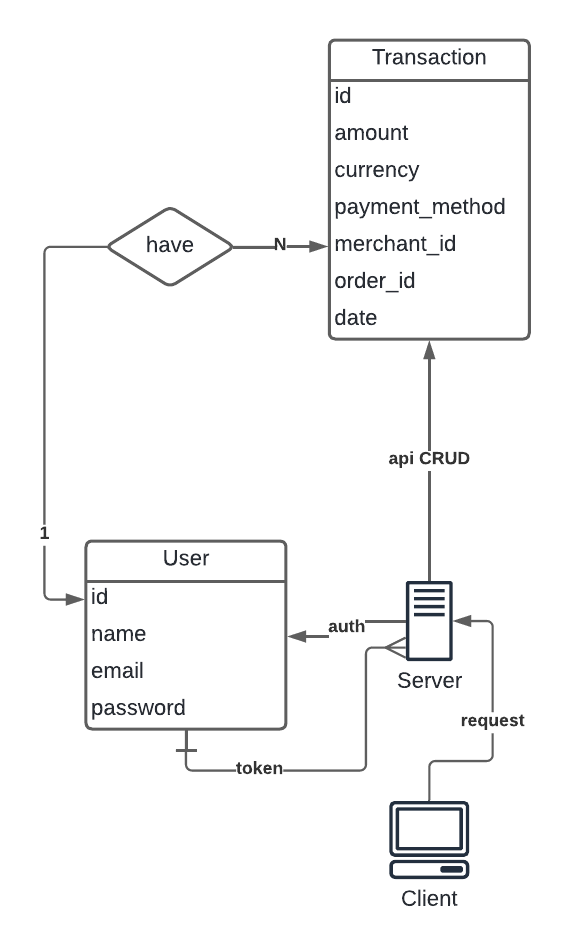 Transaction
id
amount
currency
payment_method
merchant_id
order_id
date
have
N
1
api CRUD
User
id
name
email
password
auth
Server
token
request
Client